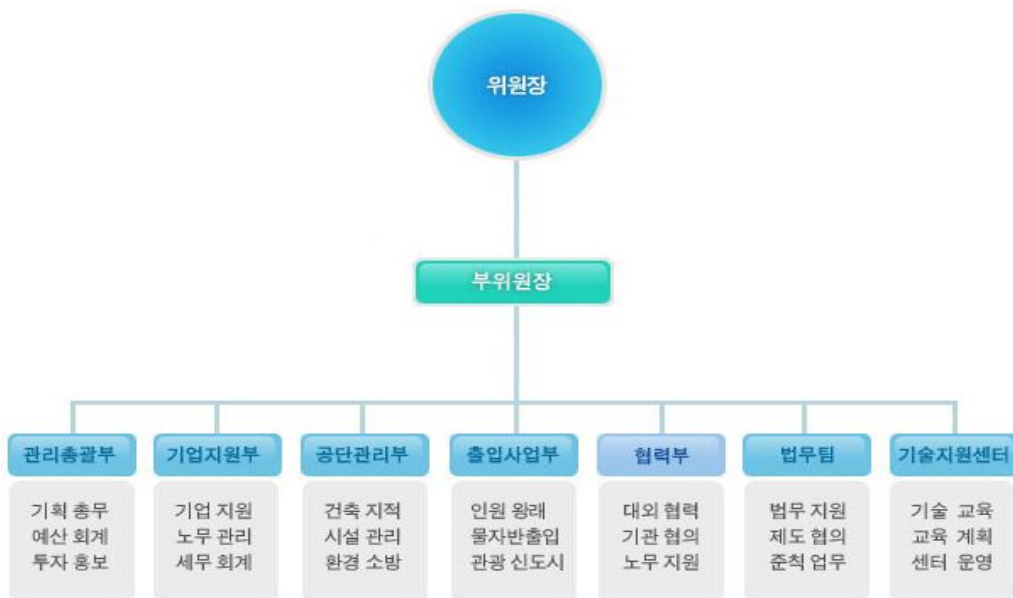 위원장
부위원장
관리총괄부
기획 총무
예산 회계
투자 홍보
기업지원부
기업 지원
노무 관리
세무 회계
공단관리부
건축 지적
시설 관리
환경 소방
출입사업부
인원 왕래
물자반출입
관광 신도시
협력부
대외 협력
기관 협의
노무 지원
법무팀
법무 지원
제도 협의
준칙 업무
기술지원센터
기술 교육
교육 계획
센터 운영